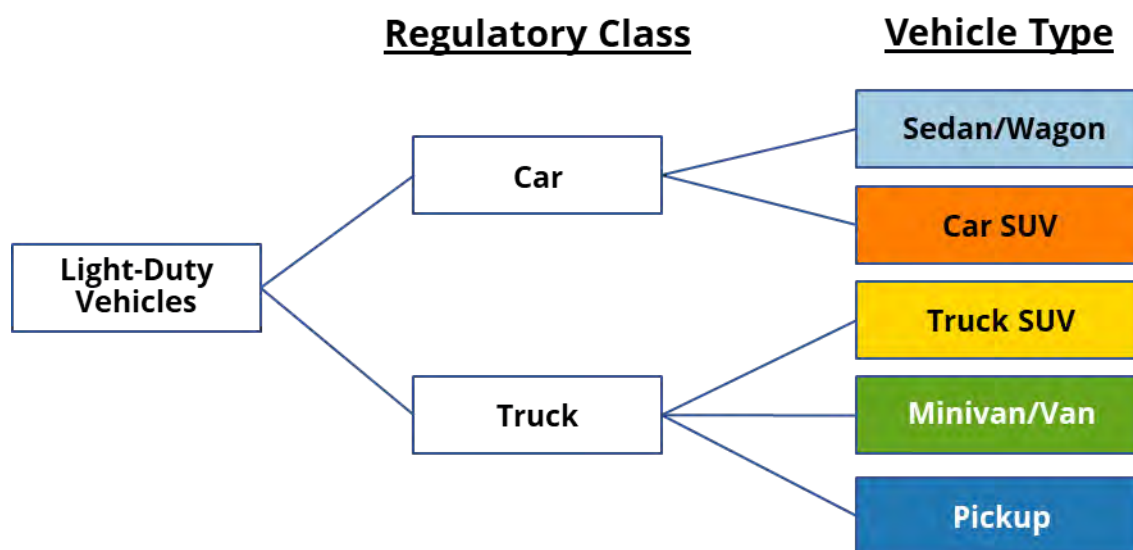 Regulatory Class
Vehicle Type
Light-Duty
Vehicles
Car
Truck
Sedan/Wagon
Car SUV
Truck SUV
Minivan/Van
Pickup